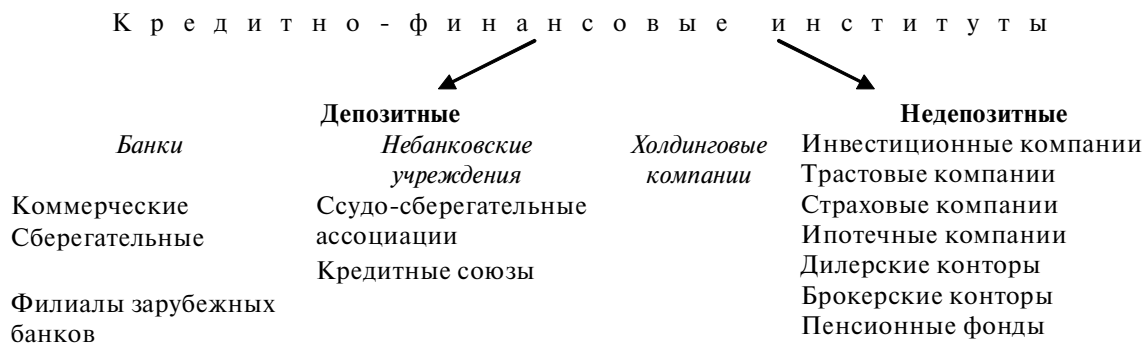 Кредитно-финансовые институты
Депозитные
Недепозитные
Банки
Коммерческие
Сберегательные
Филиалы зарубежных
банков
Небанковские
учреждения
Ссудо-сберегательные
ассоциации
Кредитные союзы
Холдинговые
компании
Инвестиционные компании
Трастовые компании
Страховые компании
Ипотечные компании
Дилерские конторы
Брокерские конторы
Пенсионные фонды